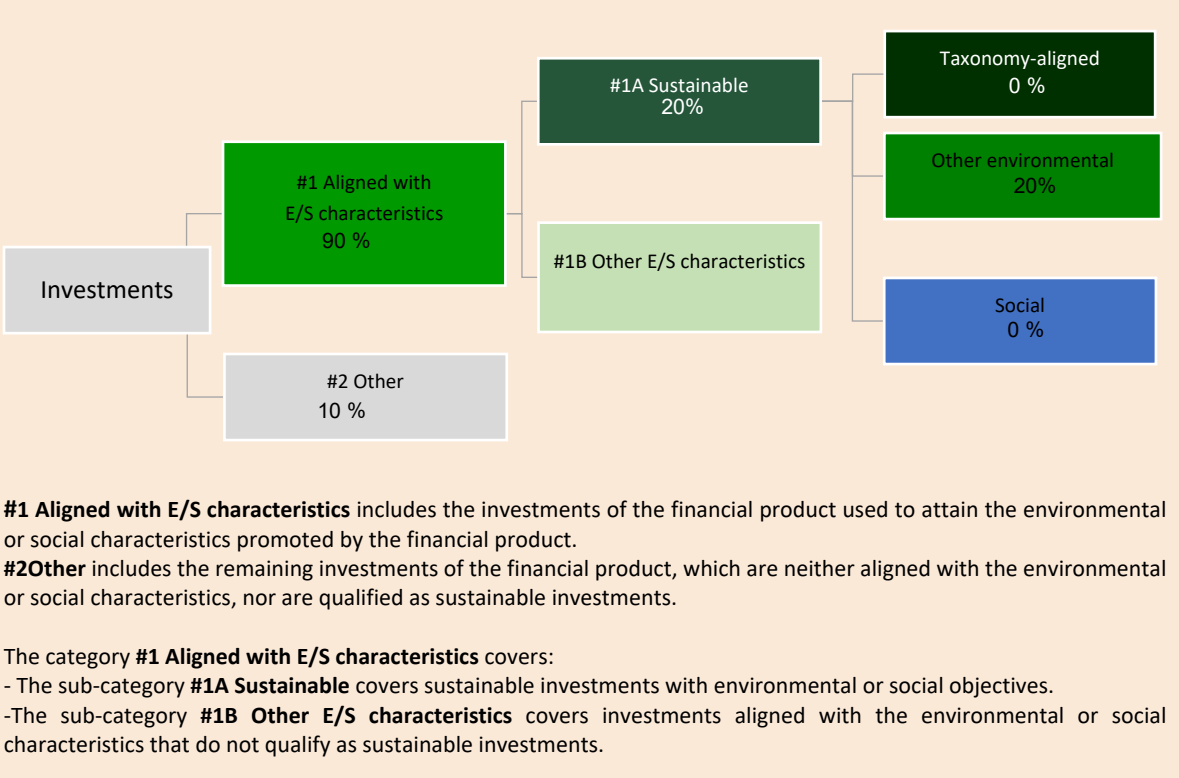 Taxonomy-aligned
0 %
#1A Sustainable
20%
Other environmental
20%
#1 Aligned with
E/S characteristics
90 %
#1B Other E/S characteristics
Investments
Social
0 %
#2 Other
10 %
#1 Aligned with E/S characteristics includes the investments of the financial product used to attain the environmental
or social characteristics promoted by the financial product.
#2Other includes the remaining investments of the financial product, which are neither aligned with the environmental
or social characteristics, nor are qualified as sustainable investments.
The category #1 Aligned with E/S characteristics covers:
- The sub-category #1A Sustainable covers sustainable investments with environmental or social objectives.
-The sub-category #1B Other E/S characteristics covers investments aligned with the environmental or social
characteristics that do not qualify as sustainable investments.